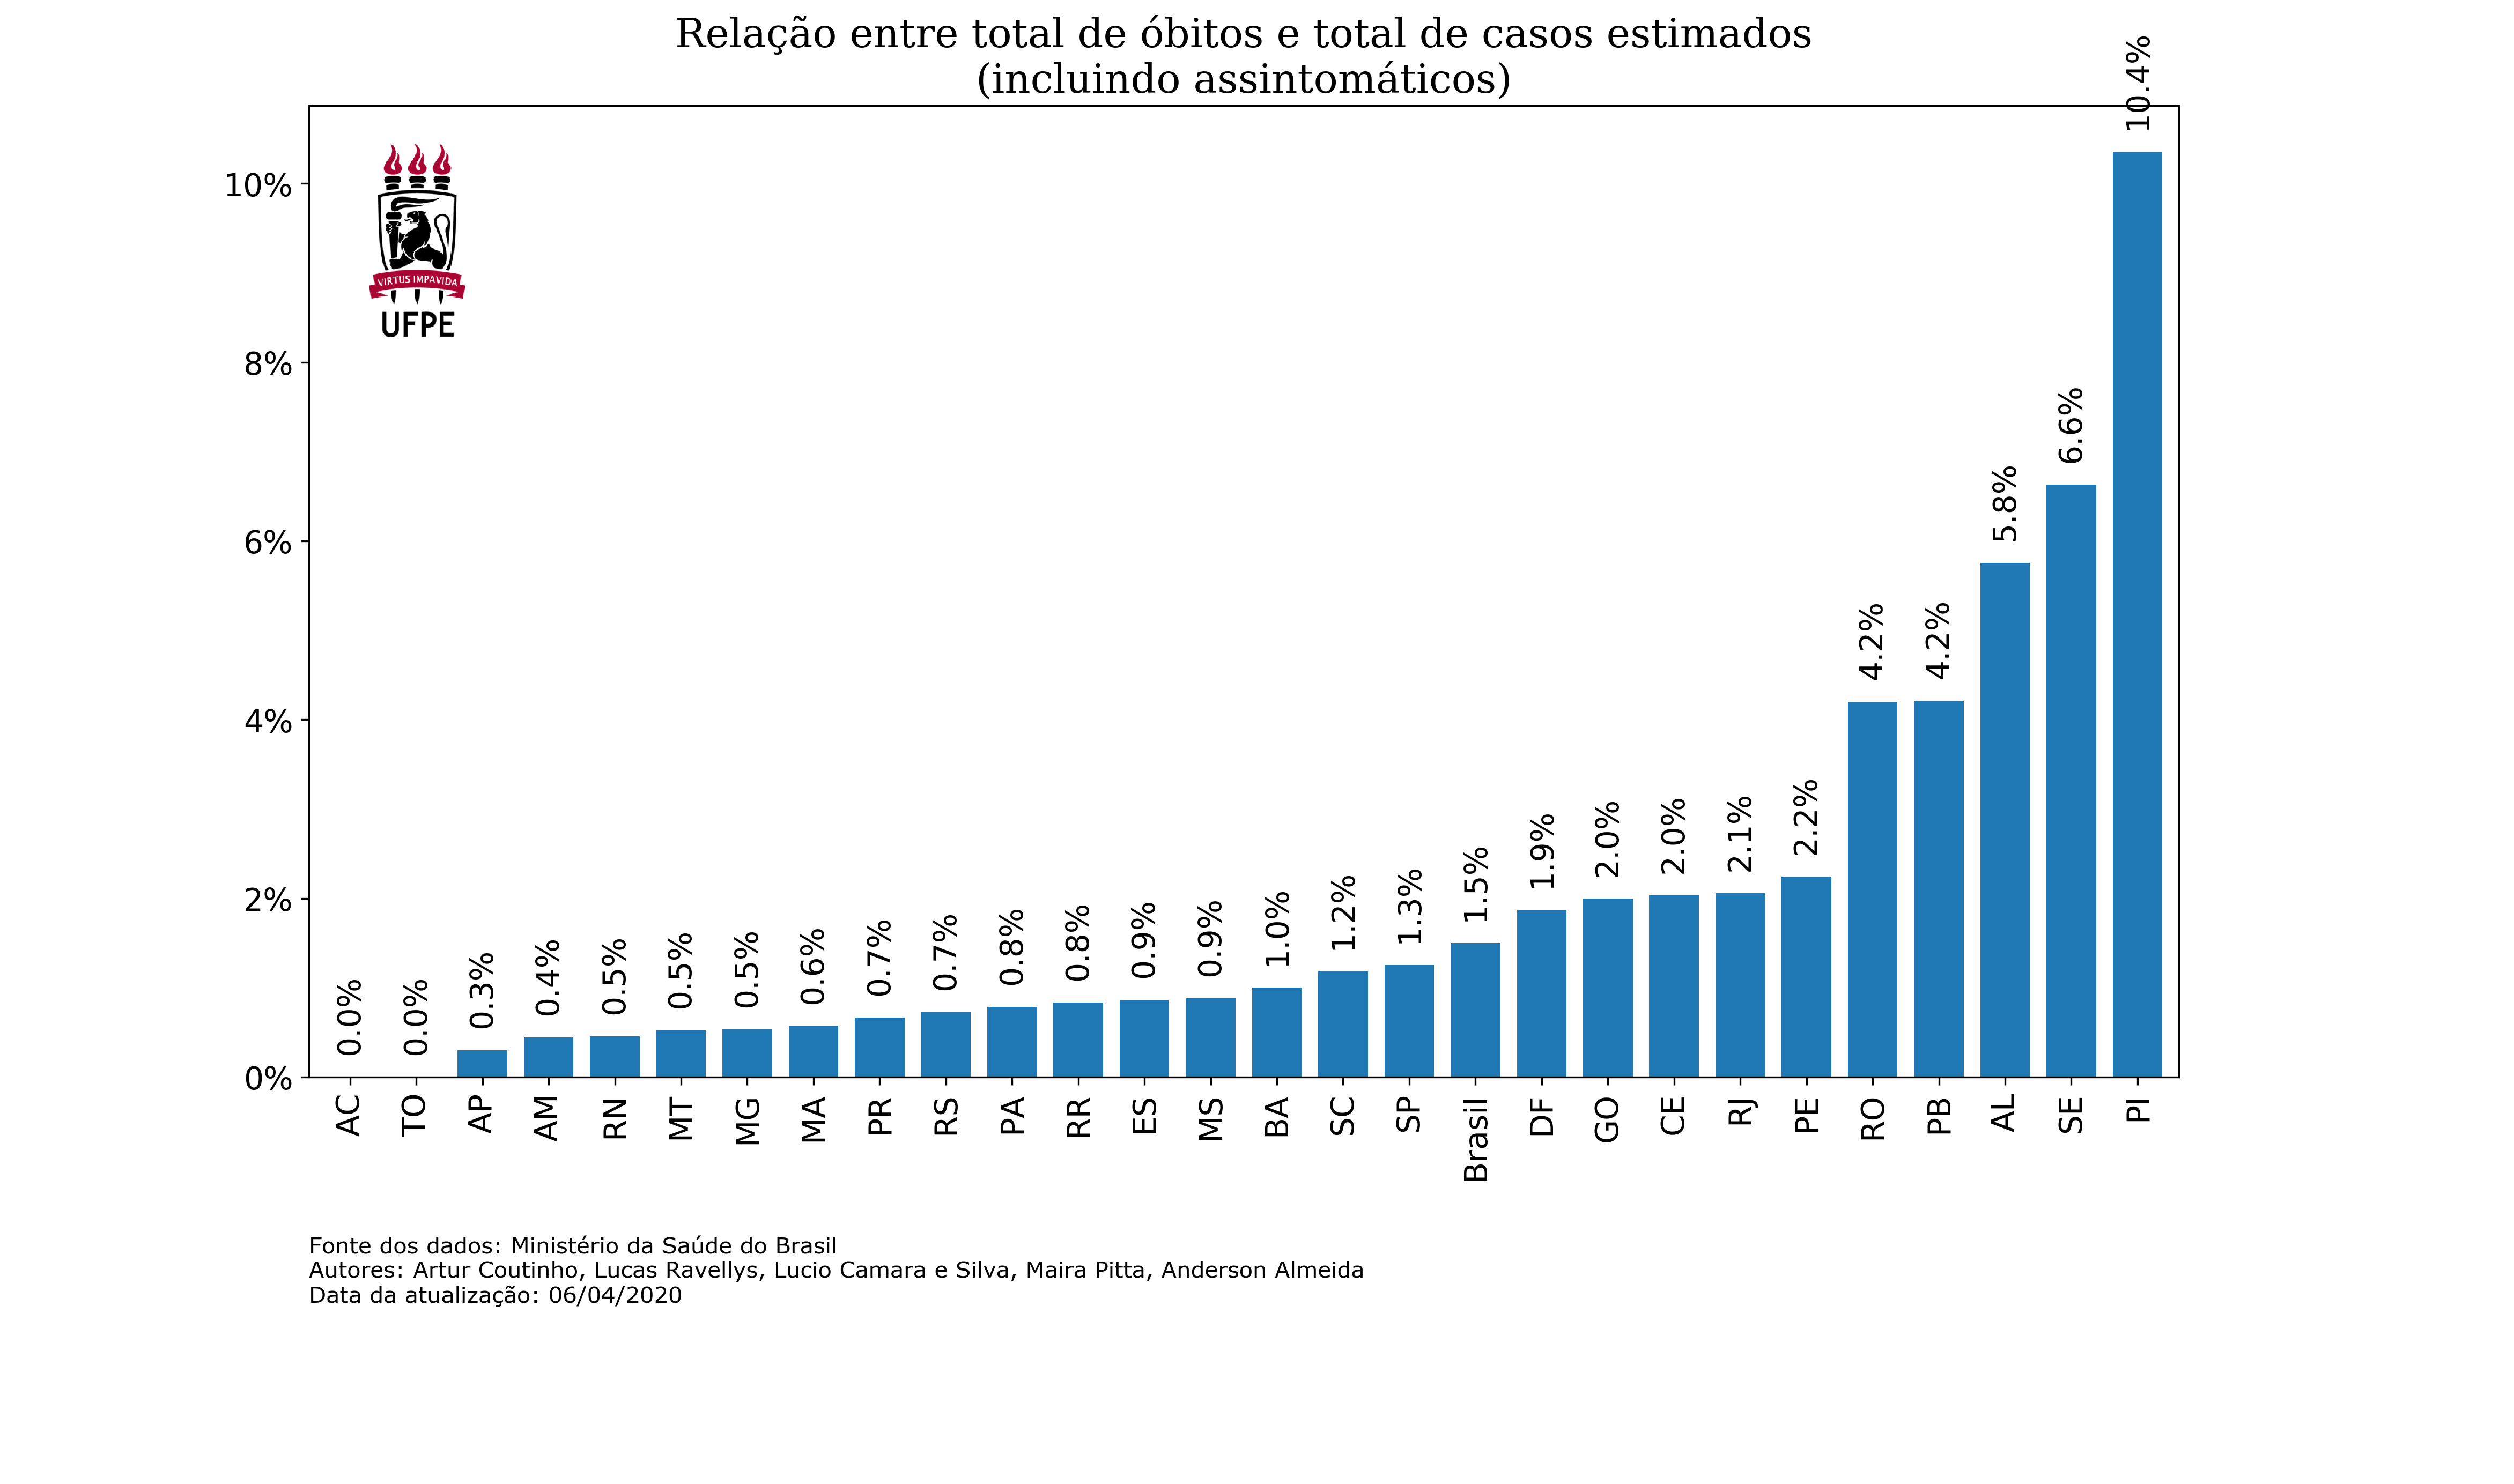 Relação entre total de óbitos e total de casos estimados
(incluindo assintomáticos)
VIRTUS IMPAVIDA
UFPE
10%
8%
6%
4%
2%
0%
0.0%
0.0%
0.3%
0.4%
0.5%
0.5%
0.5%
0.6%
0.7%
0.7%
0.8%
0.8%
0.9%
0.9%
1.0%
1.2%
1.3%
1.5%
1.9%
2.0%
2.0%
2.1%
2.2%
4.2%
4.2%
5.8%
6.6%
10.4%
AC
TO
AP
AM
RN
MT
MG
MA
PR
RS
PA
RR
ES
MS
BA
SC
SP
Brasil
DF
GO
CE
RJ
PE
RO
PB
AL
SE
PI
Fonte dos dados: Ministério da Saúde do Brasil
Autores: Artur Coutinho, Lucas Ravellys, Lucio Camara e Silva, Maira Pitta, Anderson Almeida
Data da atualização: 06/04/2020